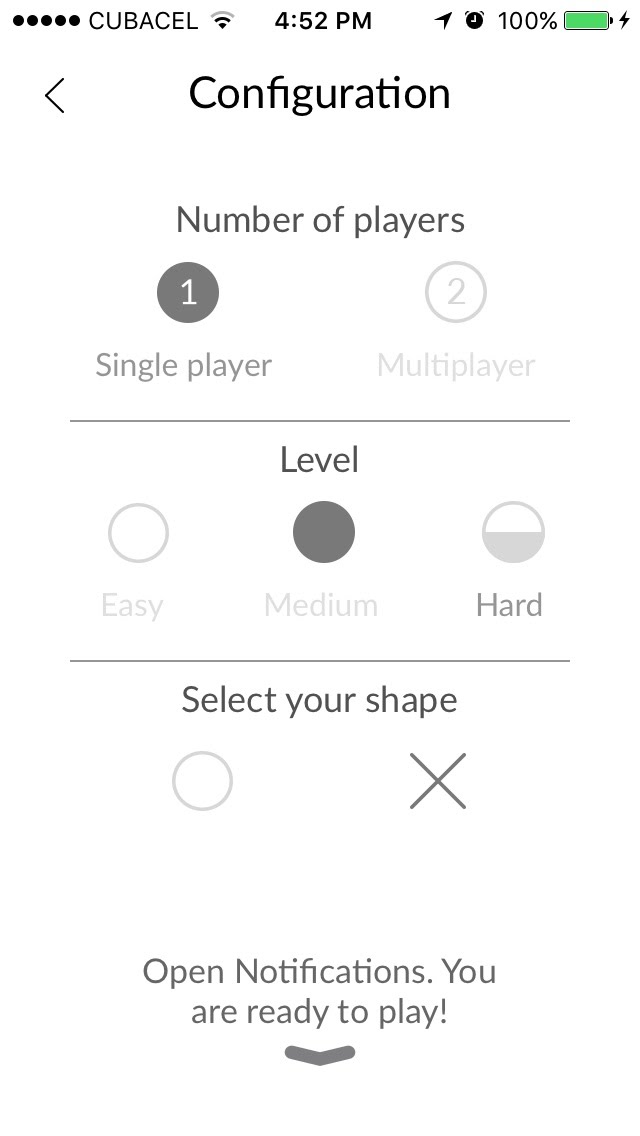 CUBACEL 4:52 PM 100%
Configuration
Number of players
1 2
Single player Multiplayer
Level
Easy Medium Hard
Select your shape
Open Notifications. You
are ready to play!